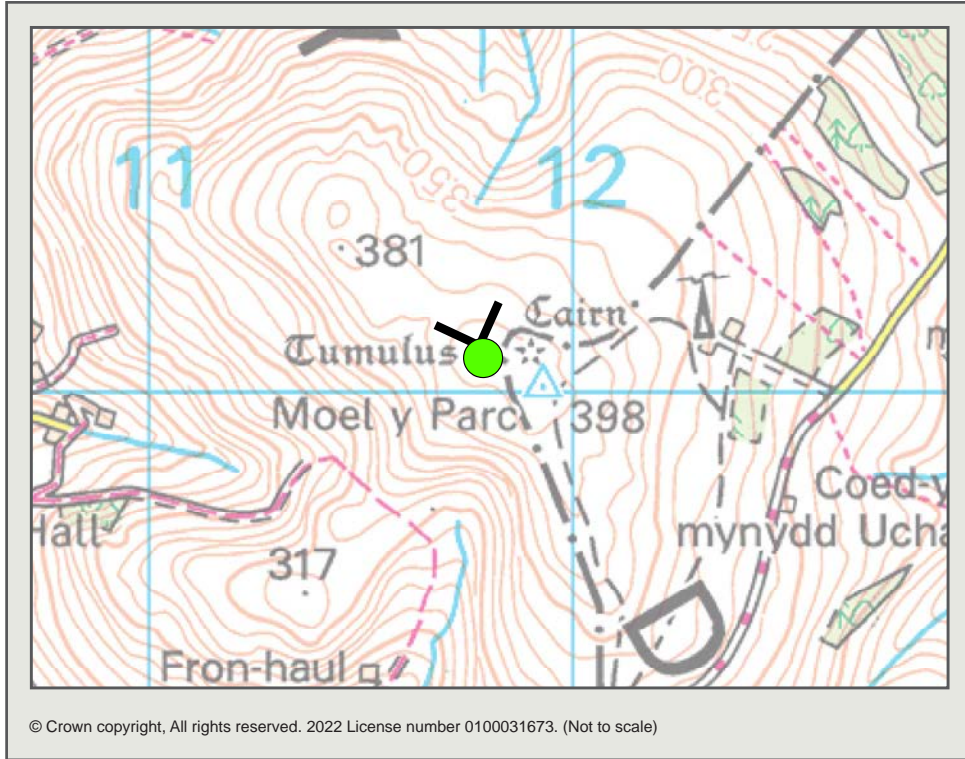 300
11
12
350
381
Cairn
Tumulus
Moel y Parc
398
Coed-y
mynydd Ucha
Hall
317
Fron-haul
© Crown copyright, All rights reserved. 2022 License number 0100031673. (Not to scale)